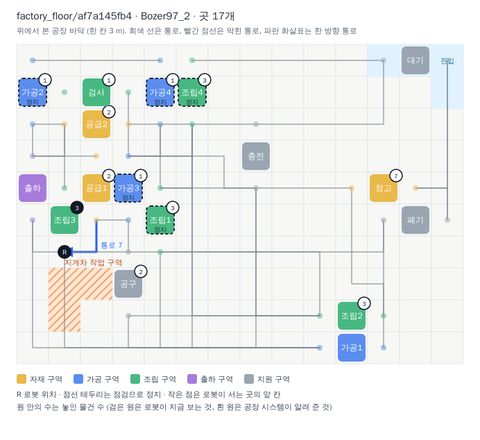 factory_floor/af7a145fb4 · Bozer97_2 · 곳 17개
위에서 본 공장 바닥 (한 칸 3 m). 회색 선은 통로, 빨간 점선은 막힌 통로, 파란 화살표는 한 방향 통로
대기
진입
가공2
1
정지
검사
1
가공4
1
정지
조립4
3
정지
공급2
2
충전
출하
공급1
2
가공3
1
정지
창고
7
조립3
3
조립1
3
정지
폐기
통로 7
R
지게차 작업 구역
공구
2
조립2
3
가공1
자재 구역
가공 구역
조립 구역
출하 구역
지원 구역
R 로봇 위치 · 점선 테두리는 점검으로 정지 · 작은 점은 로봇이 서는 곳의 앞 칸
원 안의 수는 놓인 물건 수 (검은 원은 로봇이 지금 보는 것, 흰 원은 공장 시스템이 알려 준 것)